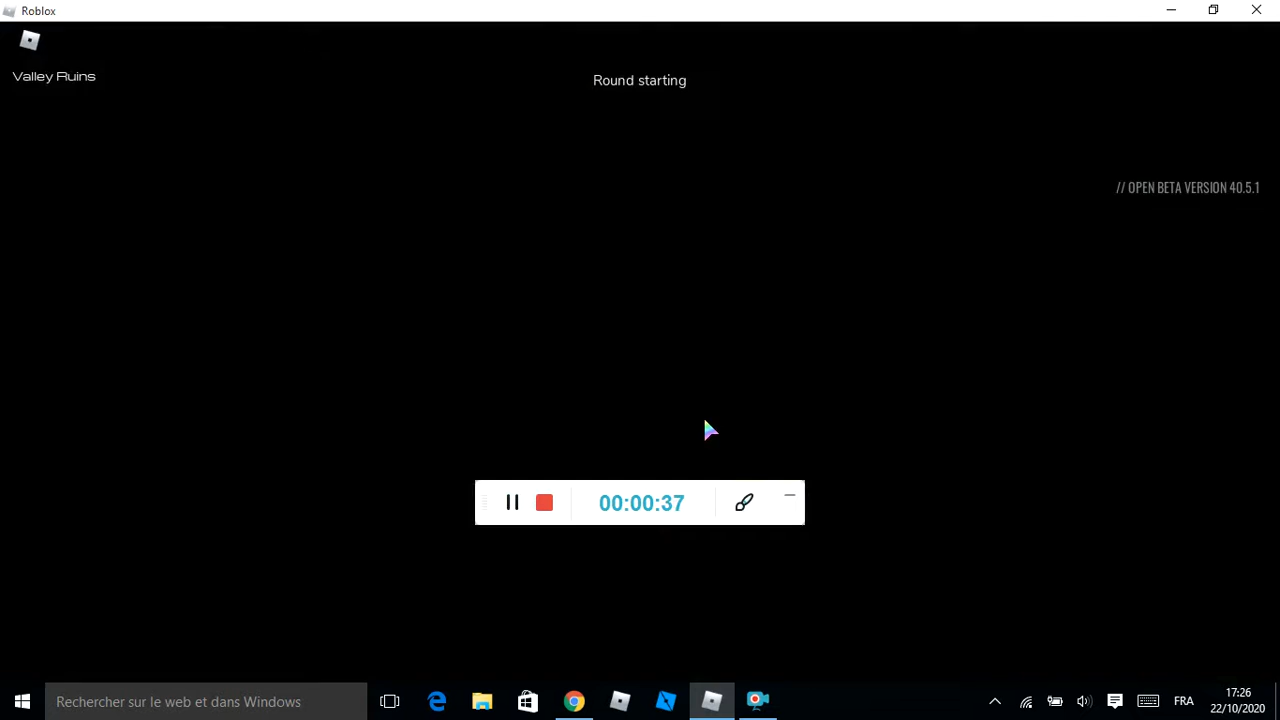 Roblox
Valley Ruins
Round starting
// OPEN BETA VERSION 40.5.1
00:00:37
Rechercher sur le web et dans Windows
FRA
17:26
22/10/2020